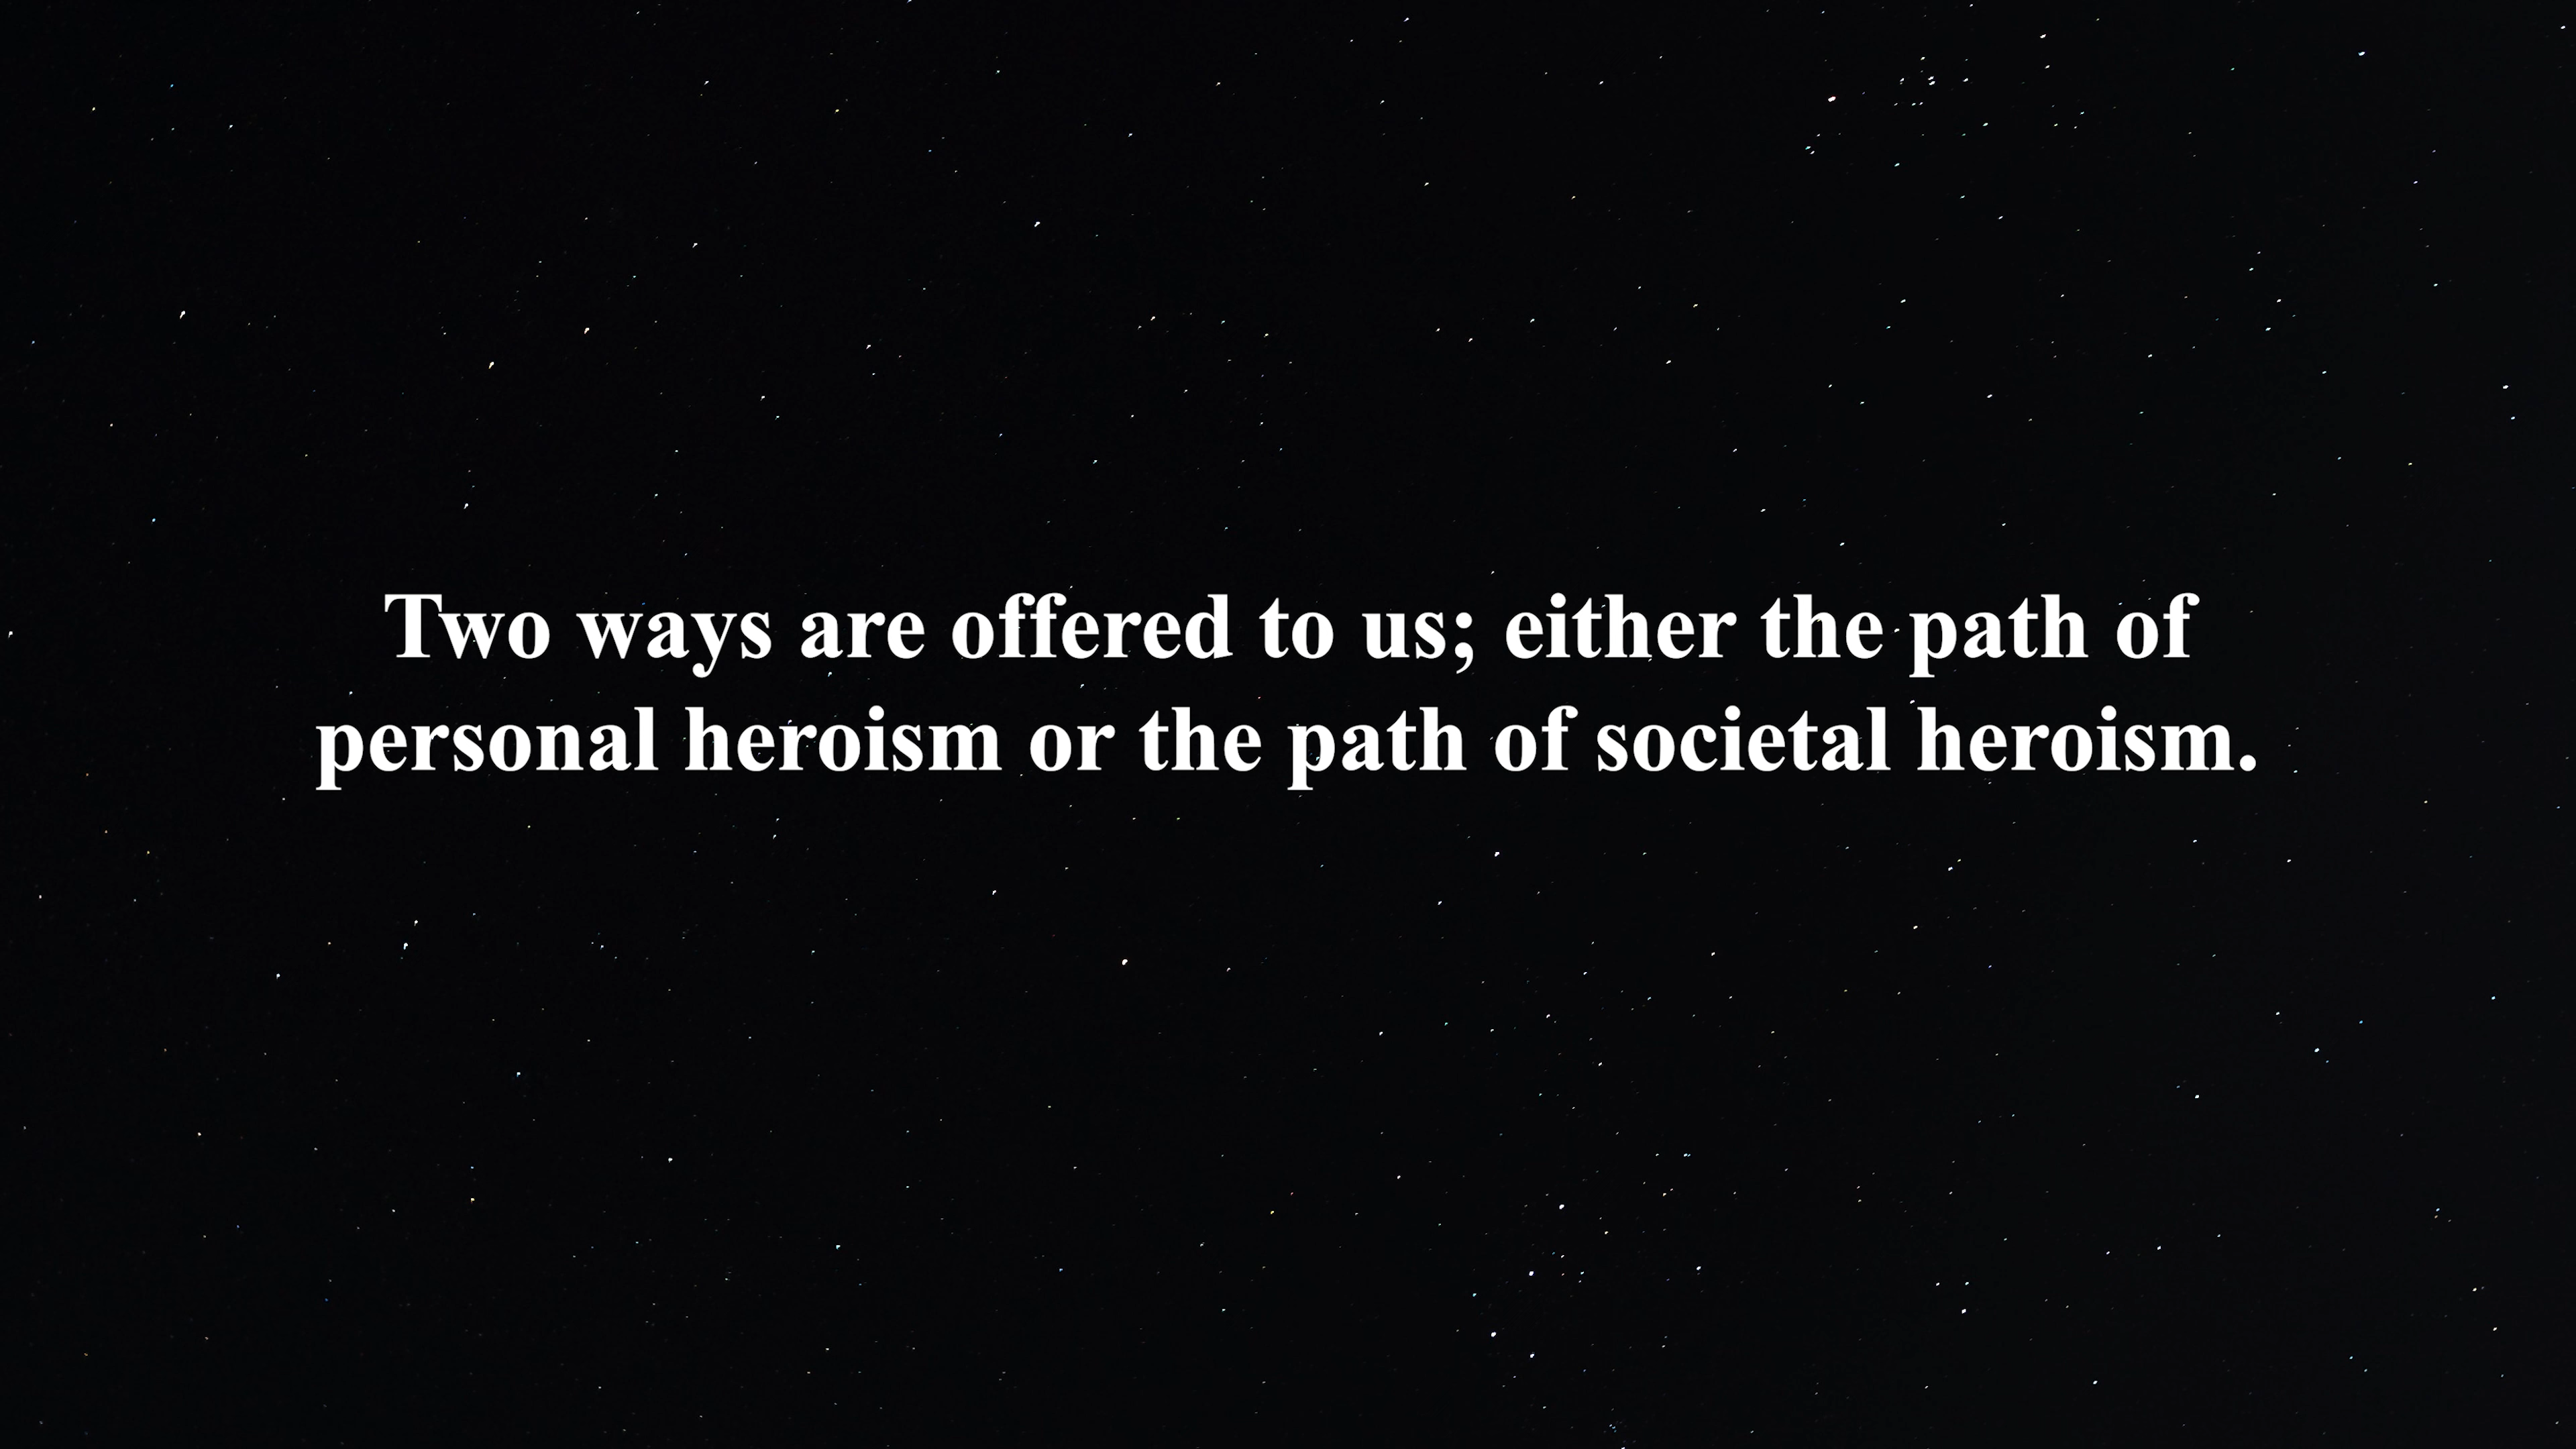 Two ways are offered to us; either the path of
personal heroism or the path of societal heroism.